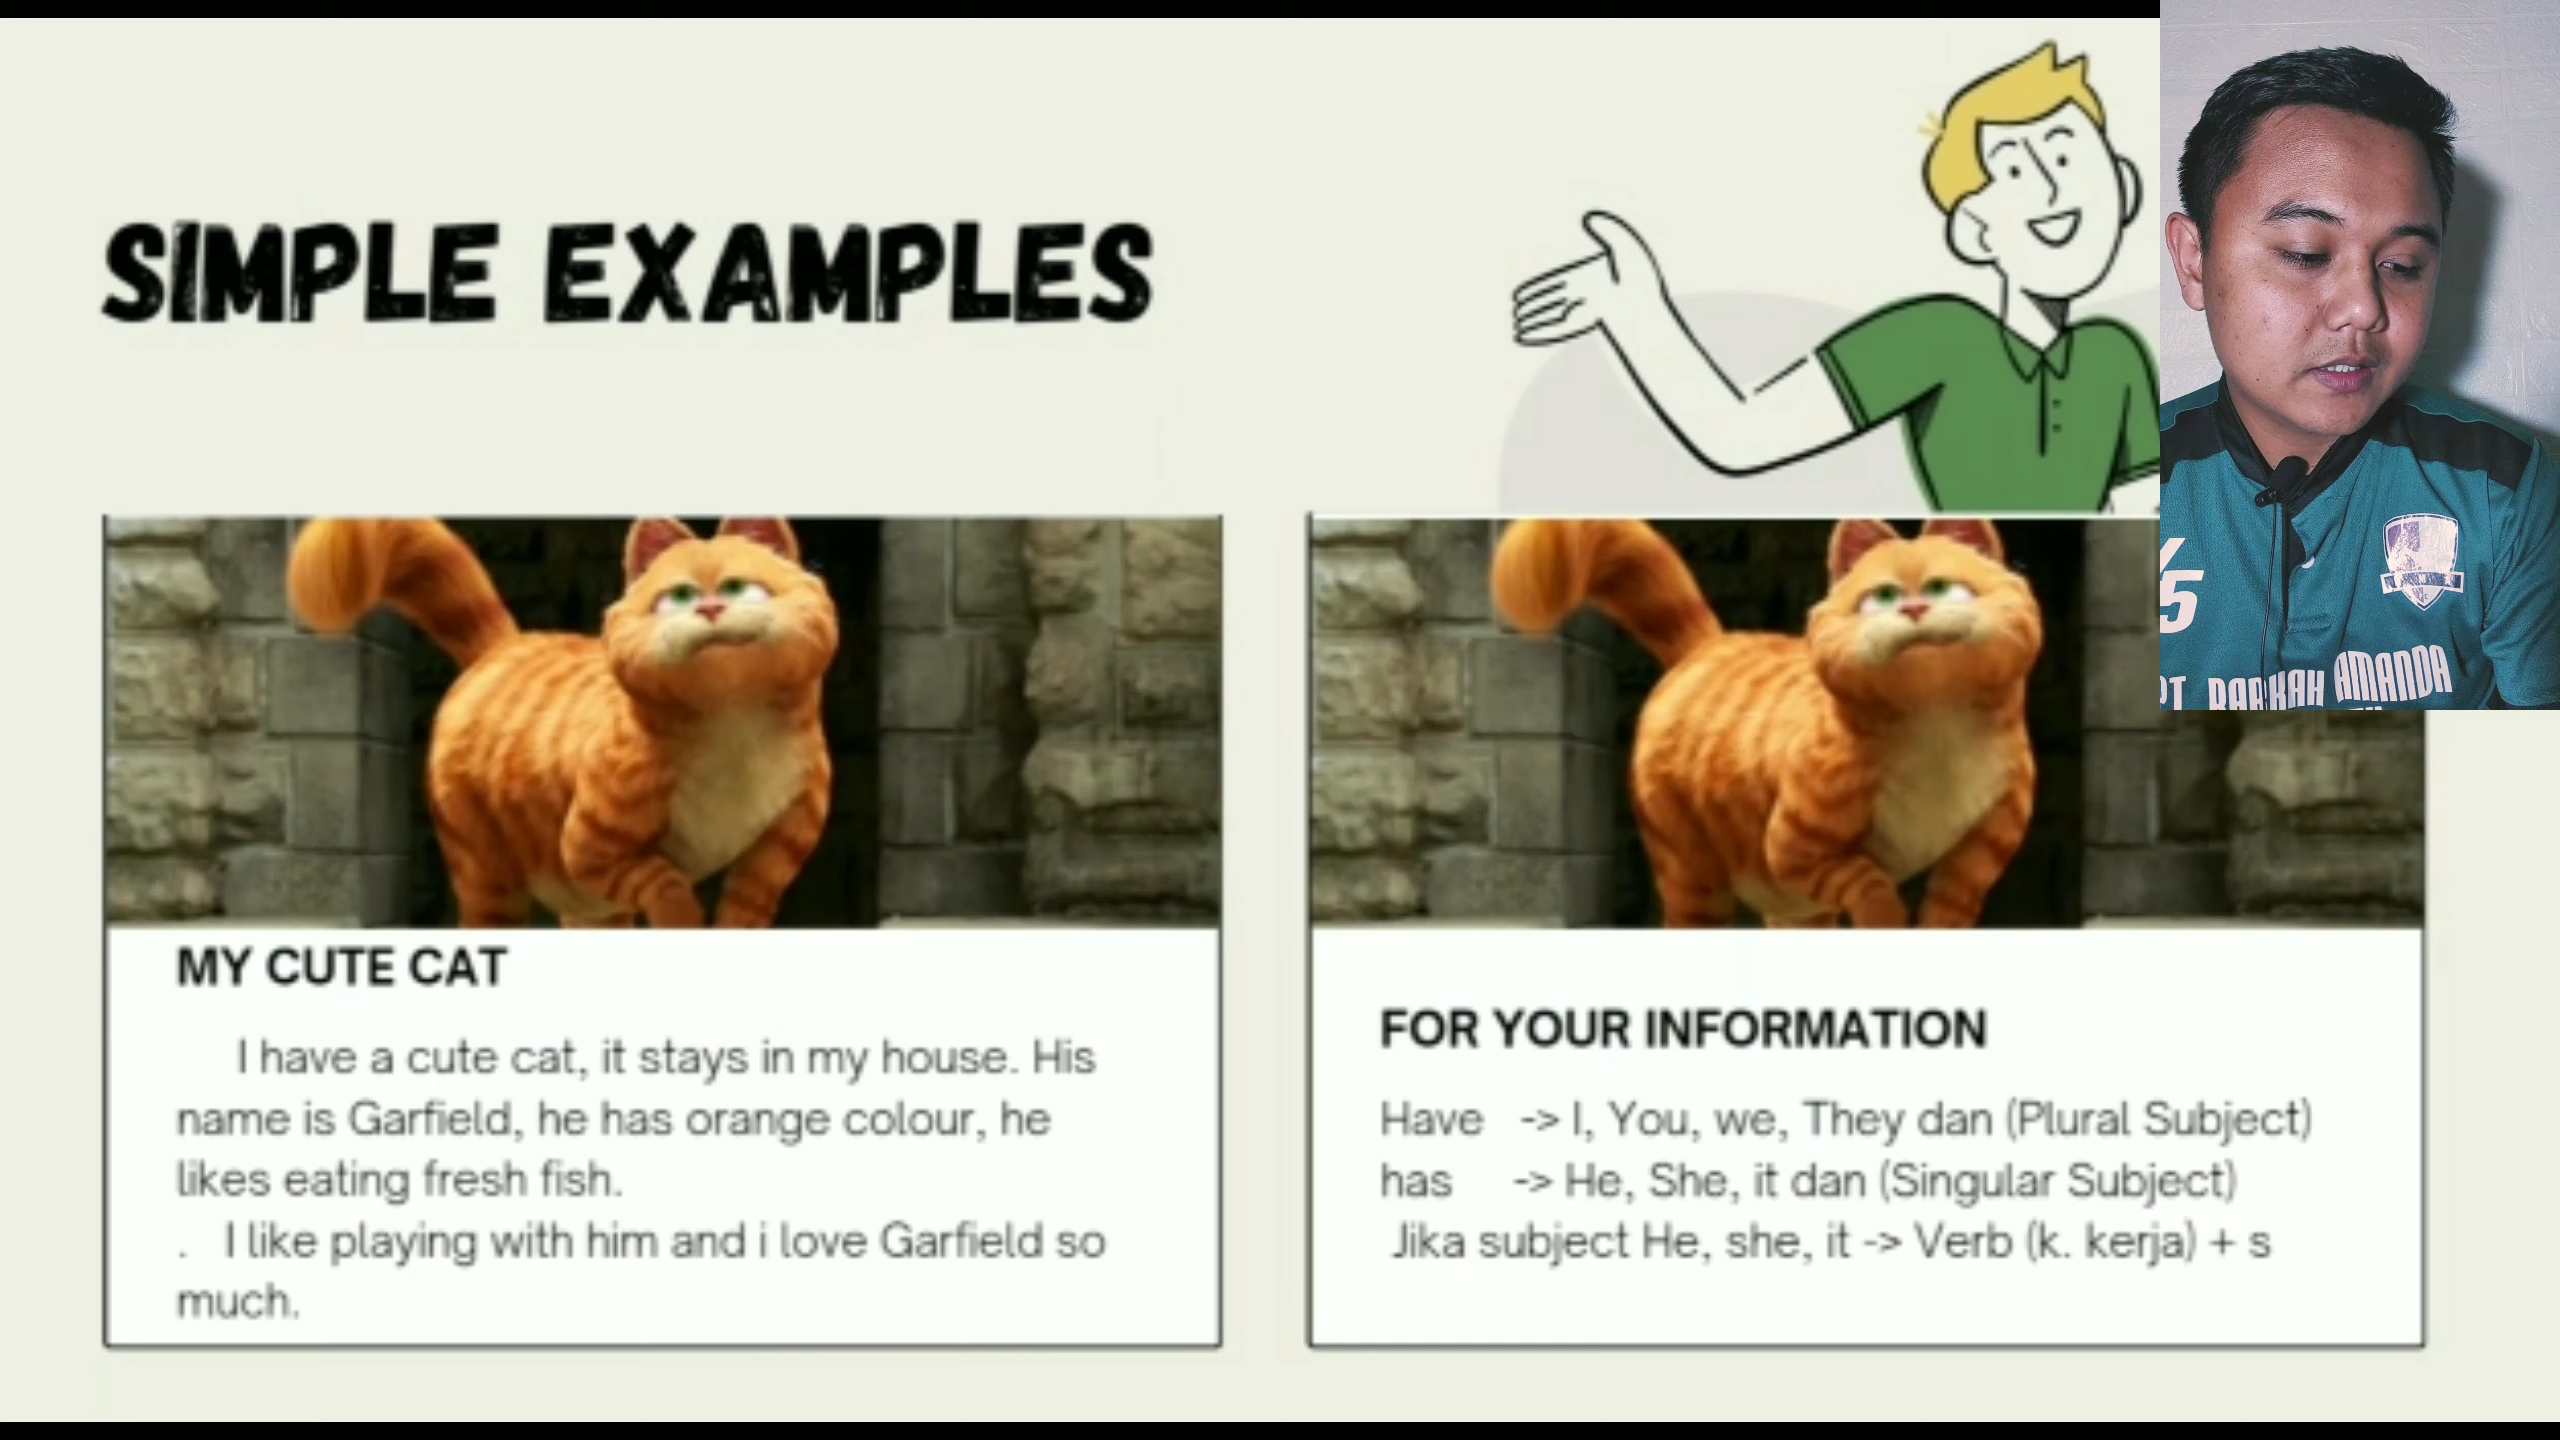 SIMPLE EXAMPLES
MY CUTE CAT
I have a cute cat, it stays in my house. His
name is Garfield, he has orange colour, he
likes eating fresh fish.
. I like playing with him and i love Garfield so
much.
FOR YOUR INFORMATION
Have -> I, You, we, They dan (Plural Subject)
has -> He, She, it dan (Singular Subject)
Jika subject He, she, it -> Verb (k. kerja) + s
5
AMANDA